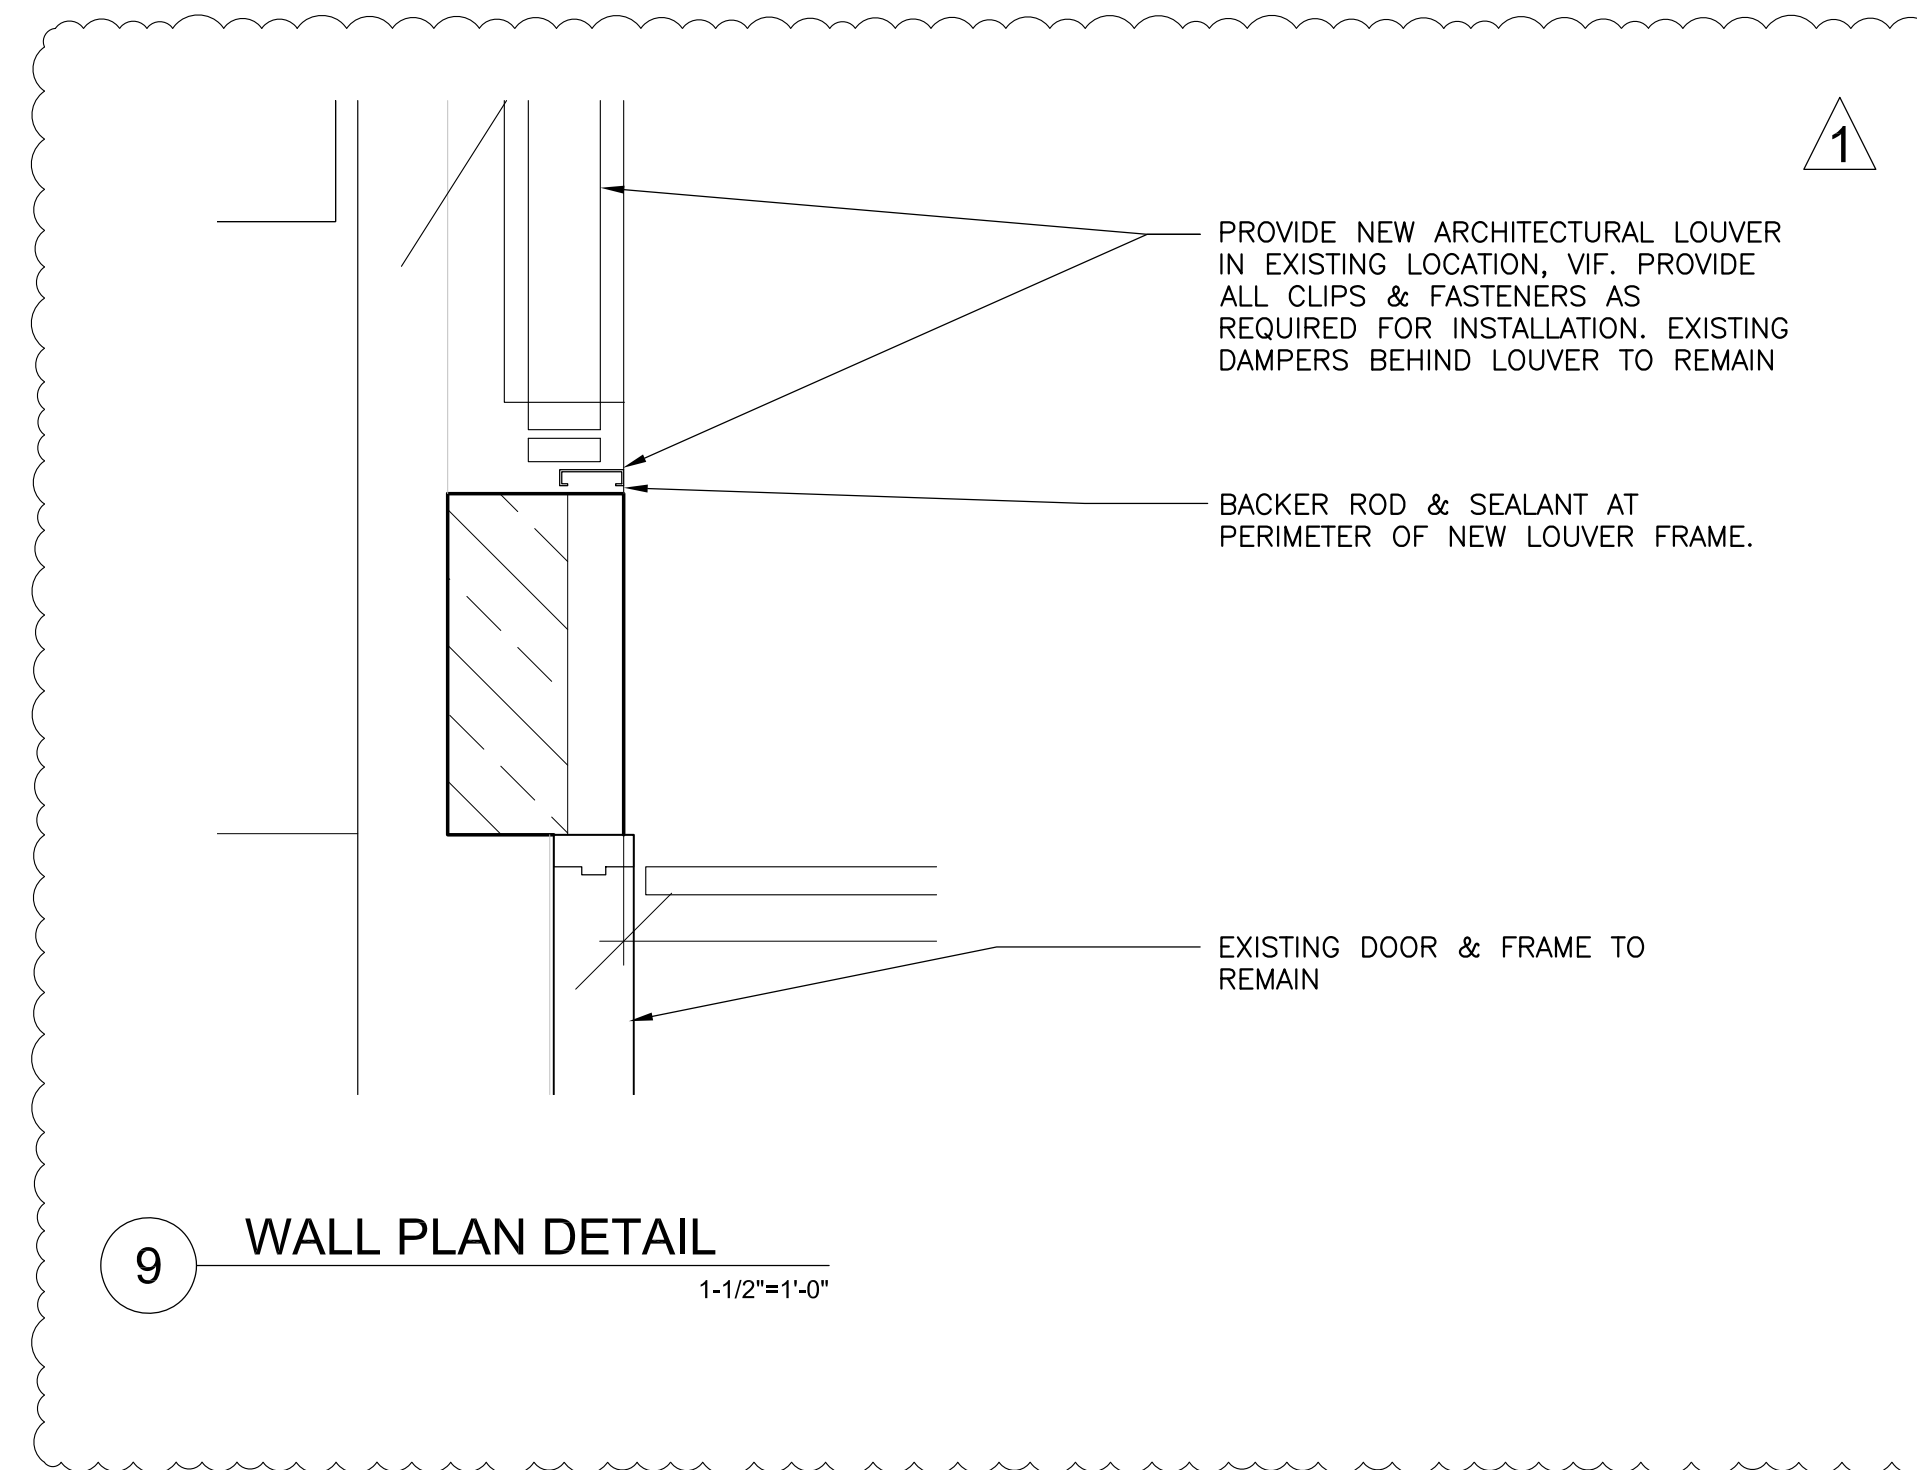 1
PROVIDE NEW ARCHITECTURAL LOUVER
IN EXISTING LOCATION, VIF. PROVIDE
ALL CLIPS & FASTENERS AS
REQUIRED FOR INSTALLATION. EXISTING
DAMPERS BEHIND LOUVER TO REMAIN
BACKER ROD & SEALANT AT
PERIMETER OF NEW LOUVER FRAME.
EXISTING DOOR & FRAME TO
REMAIN
9
WALL PLAN DETAIL
1-1/2"=1'-0"